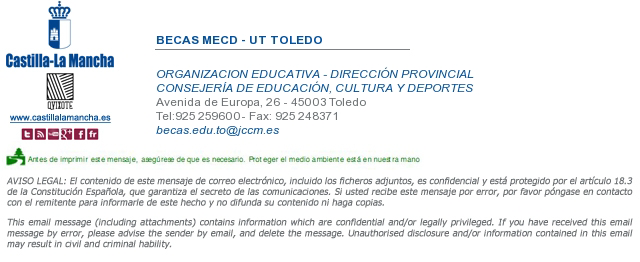 BECAS MECD - UT TOLEDO
Castilla-La Mancha
QVIXOTE
www.castillalamancha.es
ORGANIZACION EDUCATIVA - DIRECCIÓN PROVINCIAL
CONSEJERÍA DE EDUCACIÓN, CULTURA Y DEPORTES
Avenida de Europa, 26 - 45003 Toledo
Tel:925 259600- Fax: 925 248371
becas.edu.to@jccm.es
Antes de imprimir este mensaje, asegúrese de que es necesario. Proteger el medio ambiente está en nuestra mano
AVISO LEGAL: El contenido de este mensaje de correo electrónico, incluido los ficheros adjuntos, es confidencial y está protegido por el artículo 18.3
de la Constitución Española, que garantiza el secreto de las comunicaciones. Si usted recibe este mensaje por error, por favor póngase en contacto
con el remitente para informarle de este hecho y no difunda su contenido ni haga copias.
This email message (including attachments) contains information which are confidential and/or legally privileged. If you have received this email
message by error, please advise the sender by email, and delete the message. Unauthorised disclosure and/or information contained in this email
may result in civil and criminal hability.